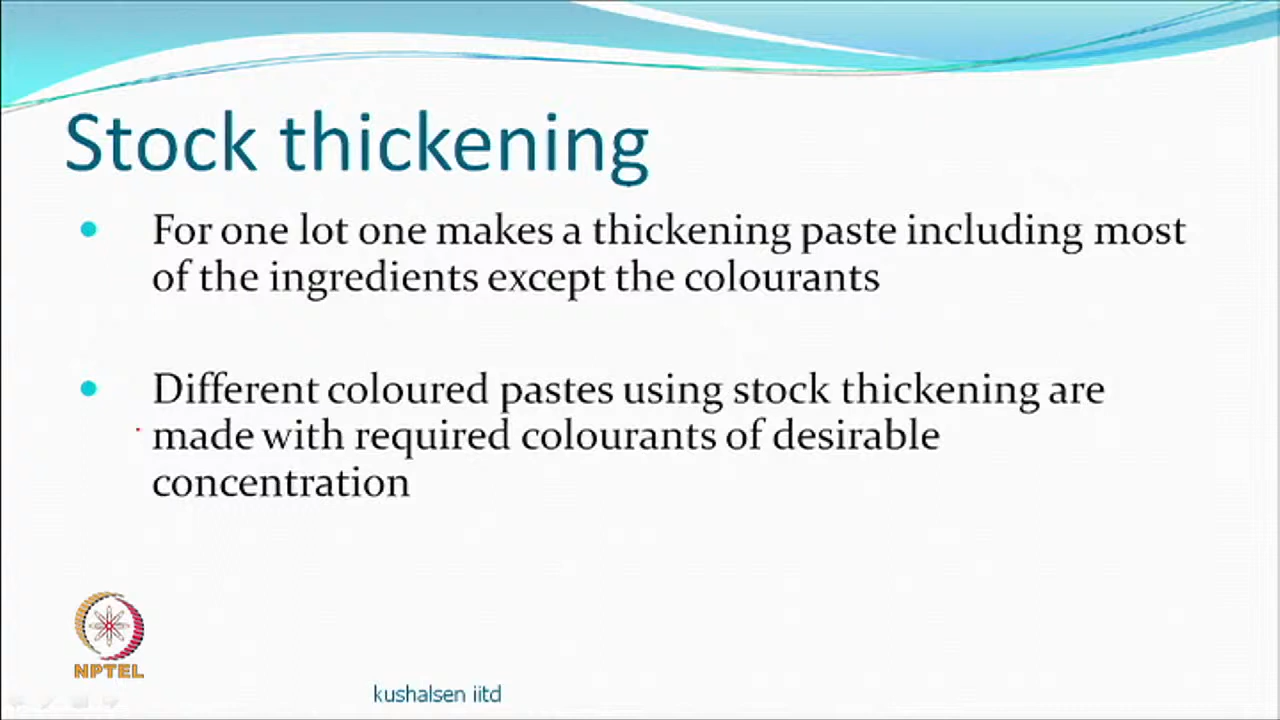 Stock thickening
For one lot one makes a thickening paste including most
of the ingredients except the colourants
Different coloured pastes using stock thickening are
made with required colourants of desirable
concentration
NPTEL
kushalsen iitd